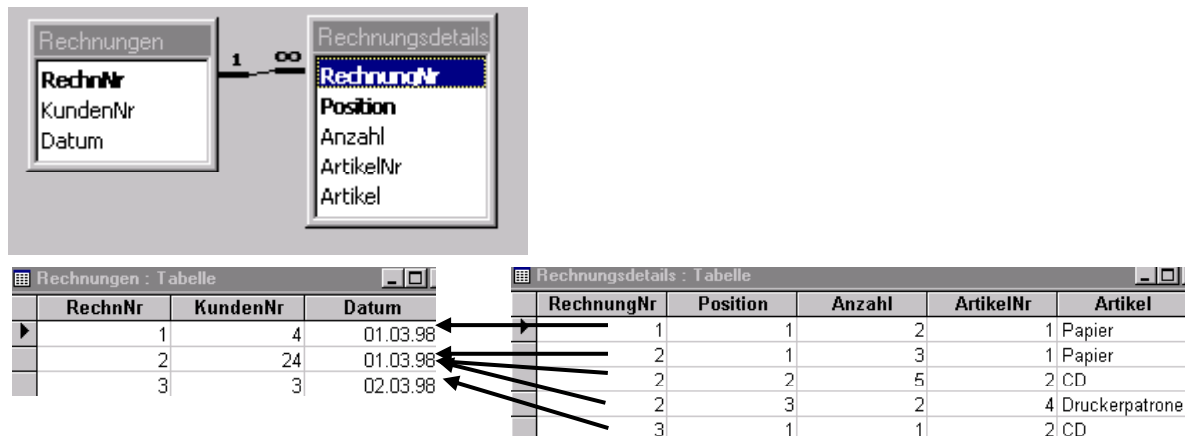 Rechnungen
RechnNr
KundenNr
Datum
1 ∞
Rechnungsdetails
RechnungNr
Position
Anzahl
ArtikelNr
Artikel
Rechnungen : Tabelle
RechnNr KundenNr Datum
1 4 01.03.98
2 24 01.03.98
3 3 02.03.98
Rechnungsdetails : Tabelle
RechnungNr Position Anzahl ArtikelNr Artikel
1 1 2 1 Papier
2 1 3 1 Papier
2 2 5 2 CD
2 3 2 4 Druckerpatrone
3 1 1 2 CD